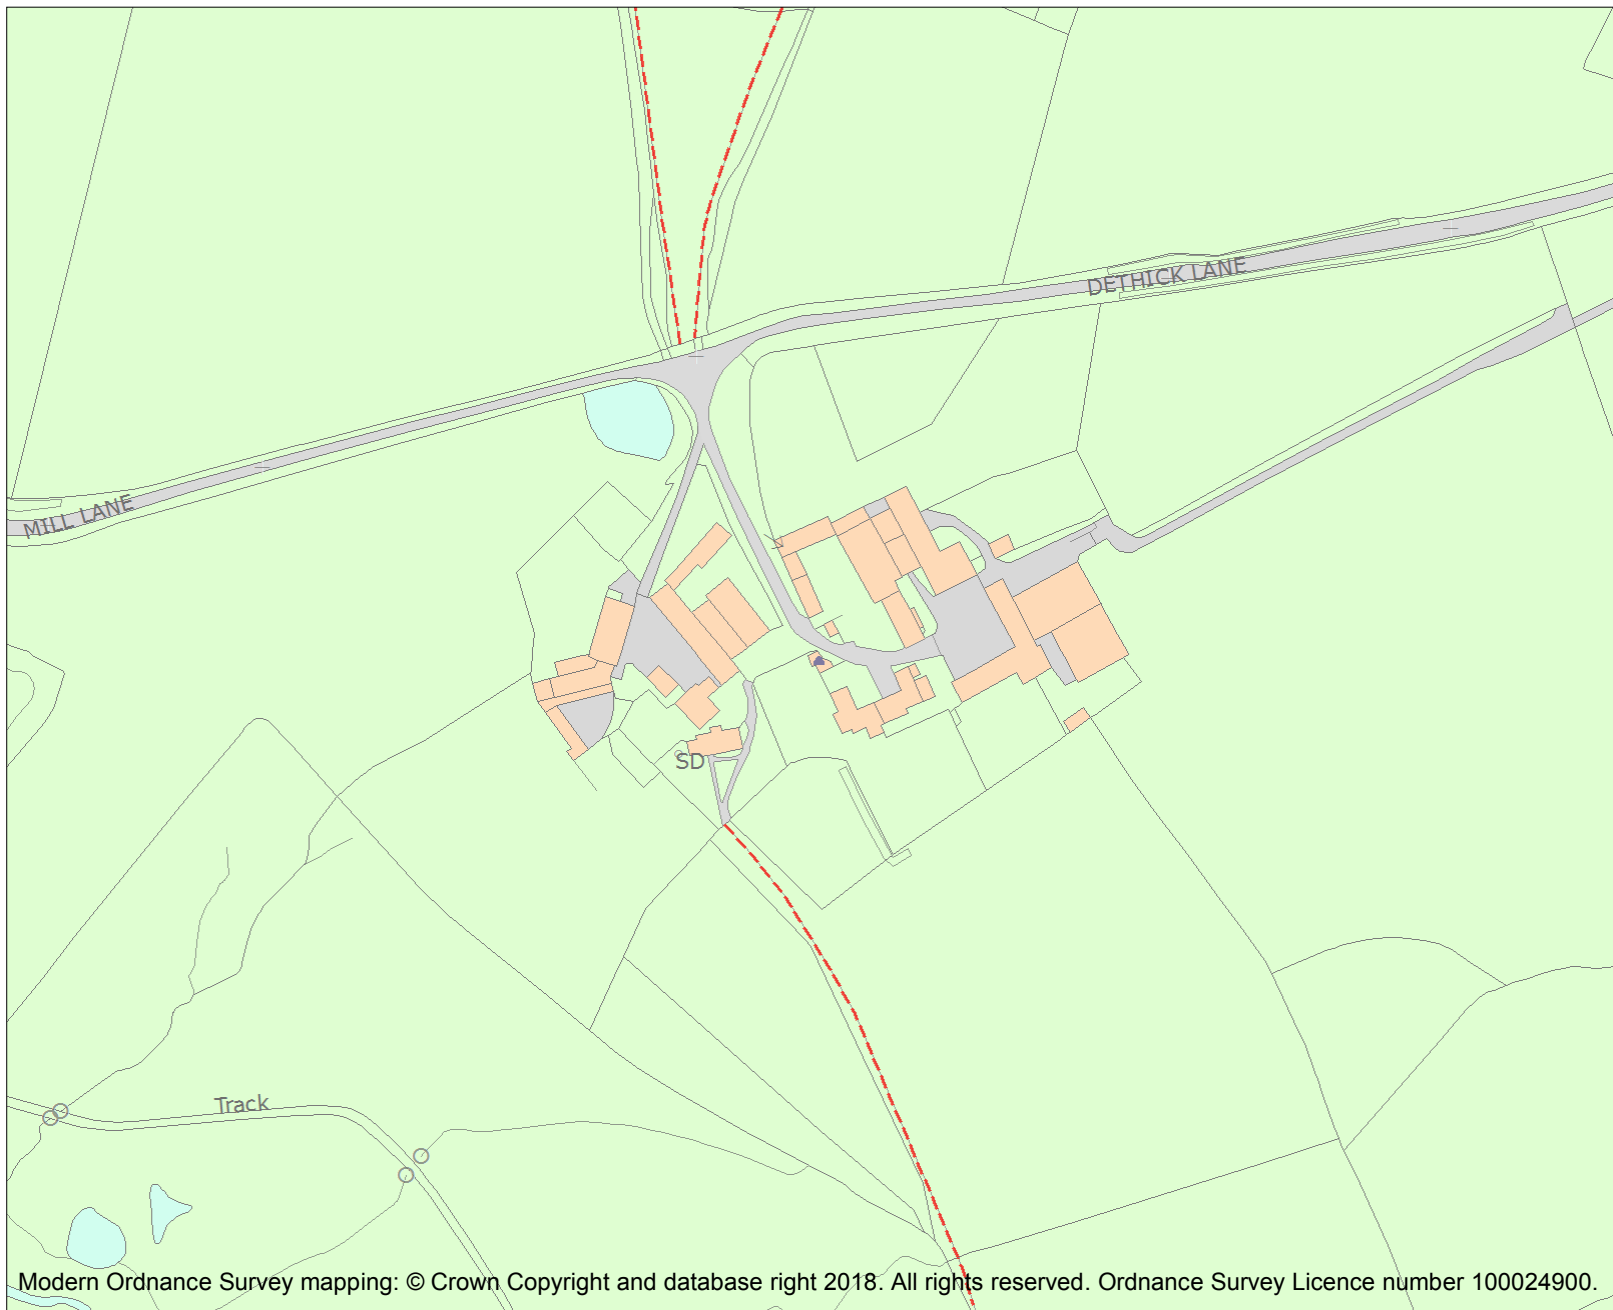 DETHICK LANE
MILL LANE
SD
Track
Modern Ordnance Survey mapping: © Crown Copyright and database right 2018. All rights reserved. Ordnance Survey Licence number 100024900.